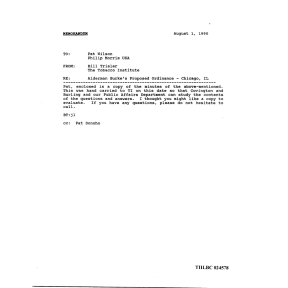 MEMORANDUM
August 1, 1990
TO: Pat Wilson
Philip Morris USA
FROM: Bill Trisler
The Tobacco Institute
RE: Alderman Burke's Proposed Ordinance - Chicago, IL
Pat, enclosed is a copy of the minutes of the above-mentioned.
This was hand carried to TI on this date so that Covington and
Burling and our Public Affairs Department can study the contents
of the questions and answers. I thought you might like a copy to
evaluate. If you have any questions, please do not hesitate to
call.
BT:jl
cc: Pat Donoho
TIILBC 024578